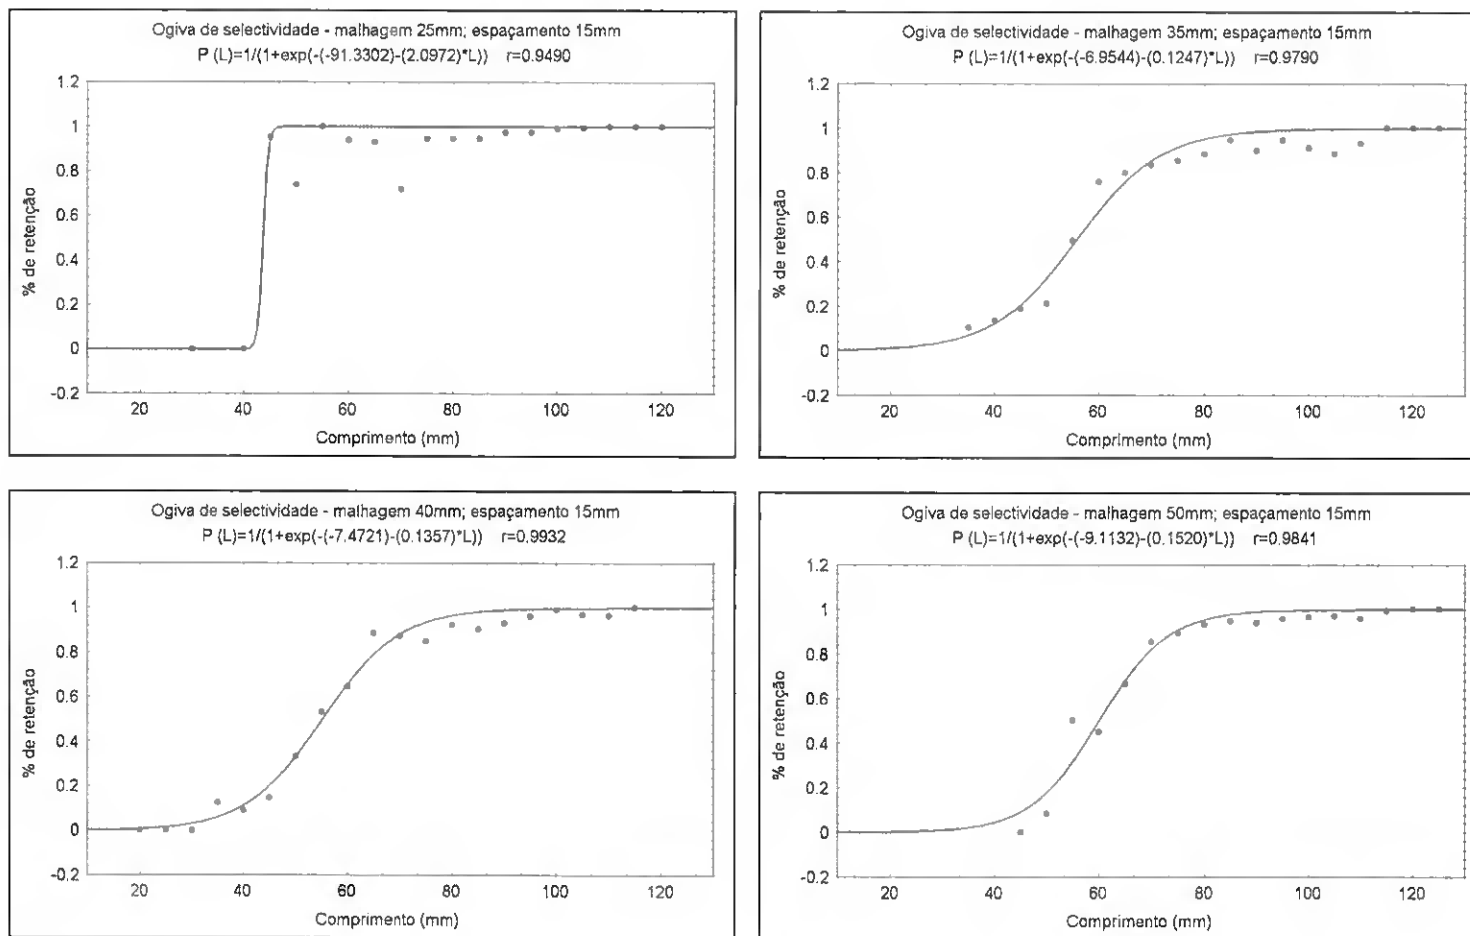 Ogiva de selectividade - malhagem 25mm; espaçamento 15mm
P (L)=1/(1+exp(-(-91.3302)-(2.0972)*L)) r=0.9490
1.2
1
0.8
0.6
0.4
0.2
0
-0.2
% de retenção
20 40 60 80 100 120
Comprimento (mm)
Ogiva de selectividade - malhagem 35mm; espaçamento 15mm
P (L)=1/(1+exp(-(-6.9544)-(0.1247)*L)) r=0.9790
1.2
1
0.8
0.6
0.4
0.2
0
-0.2
% de retenção
20 40 60 80 100 120
Comprimento (mm)
Ogiva de selectividade - malhagem 40mm; espaçamento 15mm
P (L)=1/(1+exp(-(-7.4721)-(0.1357)*L)) r=0.9932
1.2
1
0.8
0.6
0.4
0.2
0
-0.2
% de retenção
20 40 60 80 100 120
Comprimento (mm)
Ogiva de selectividade - malhagem 50mm; espaçamento 15mm
P (L)=1/(1+exp(-(-9.1132)-(0.1520)*L)) r=0.9841
1.2
1
0.8
0.6
0.4
0.2
0
-0.2
% de retenção
20 40 60 80 100 120
Comprimento (mm)